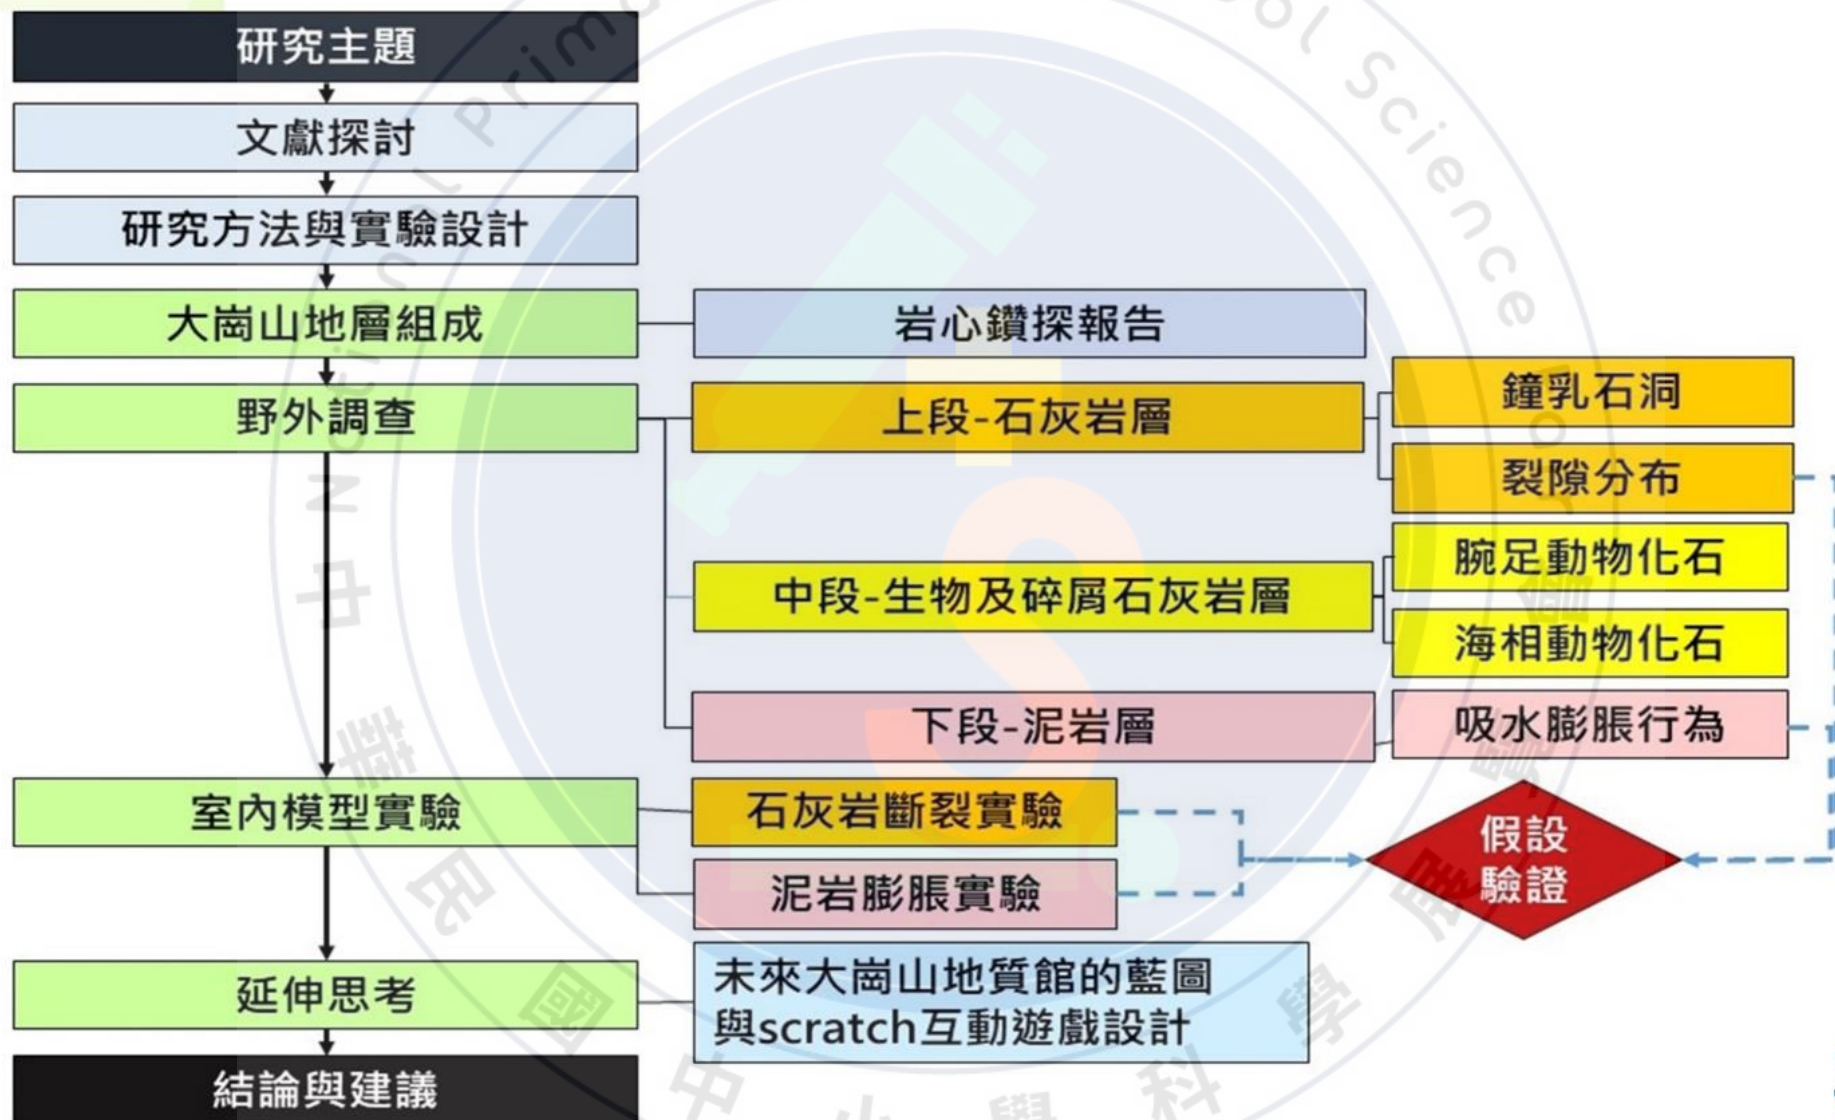 研究主題
文獻探討
研究方法與實驗設計
大崗山地層組成
岩心鑽探報告
野外調查
上段-石灰岩層
鐘乳石洞
裂隙分布
中段-生物及碎屑石灰岩層
腕足動物化石
海相動物化石
下段-泥岩層
吸水膨脹行為
室內模型實驗
石灰岩斷裂實驗
泥岩膨脹實驗
假設
驗證
延伸思考
未來大崗山地質館的藍圖
與scratch互動遊戲設計
結論與建議